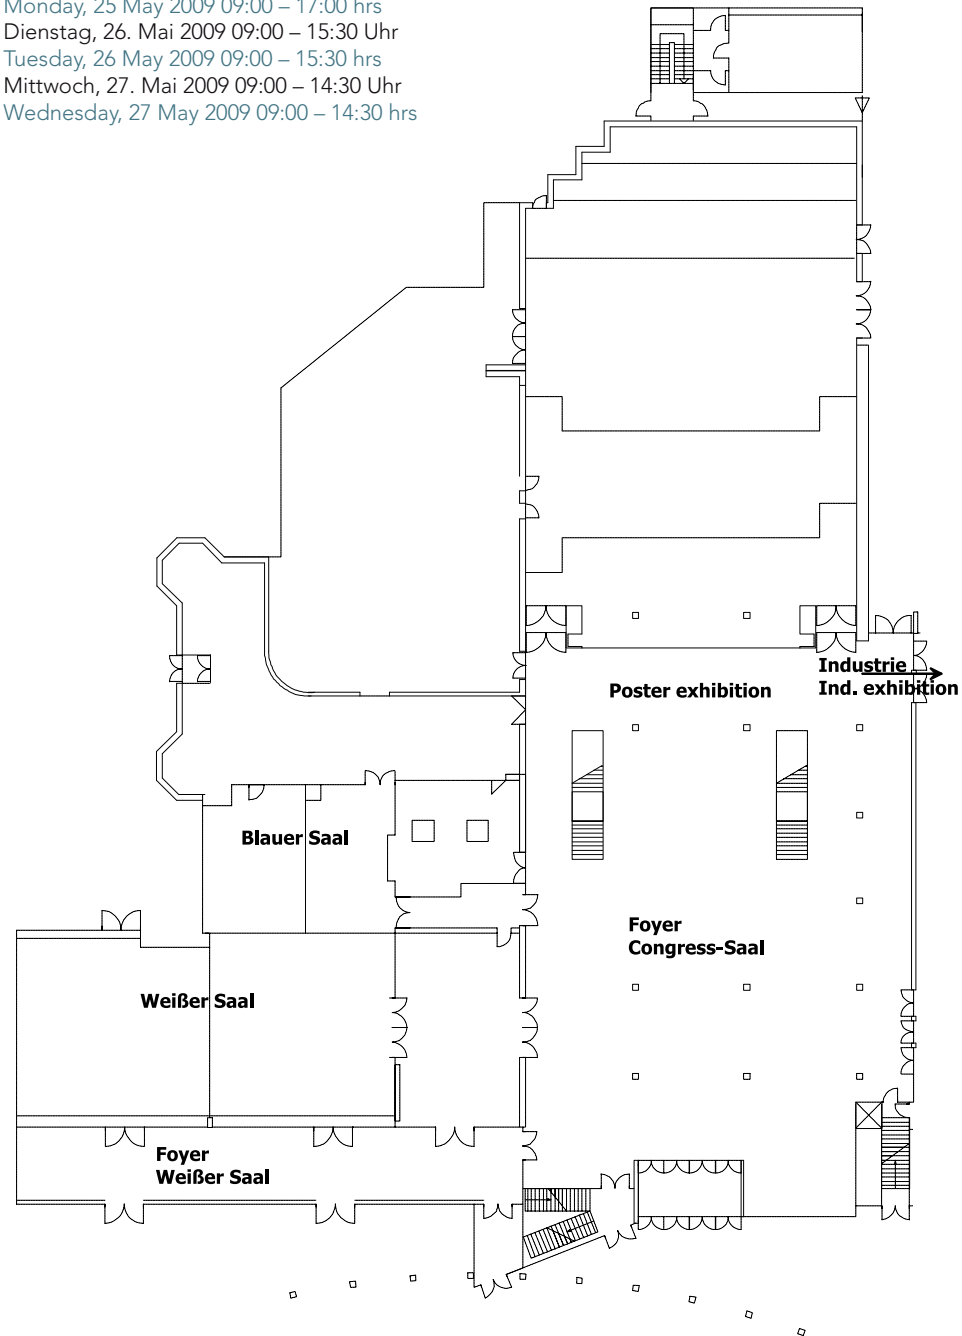 Monday, 25 May 2009 09:00 – 17:00 hrs
Dienstag, 26. Mai 2009 09:00 – 15:30 Uhr
Tuesday, 26 May 2009 09:00 – 15:30 hrs
Mittwoch, 27. Mai 2009 09:00 – 14:30 Uhr
Wednesday, 27 May 2009 09:00 – 14:30 hrs
Industrie
Ind. exhibition
Poster exhibition
Blauer Saal
Foyer
Congress-Saal
Weißer Saal
Foyer
Weißer Saal